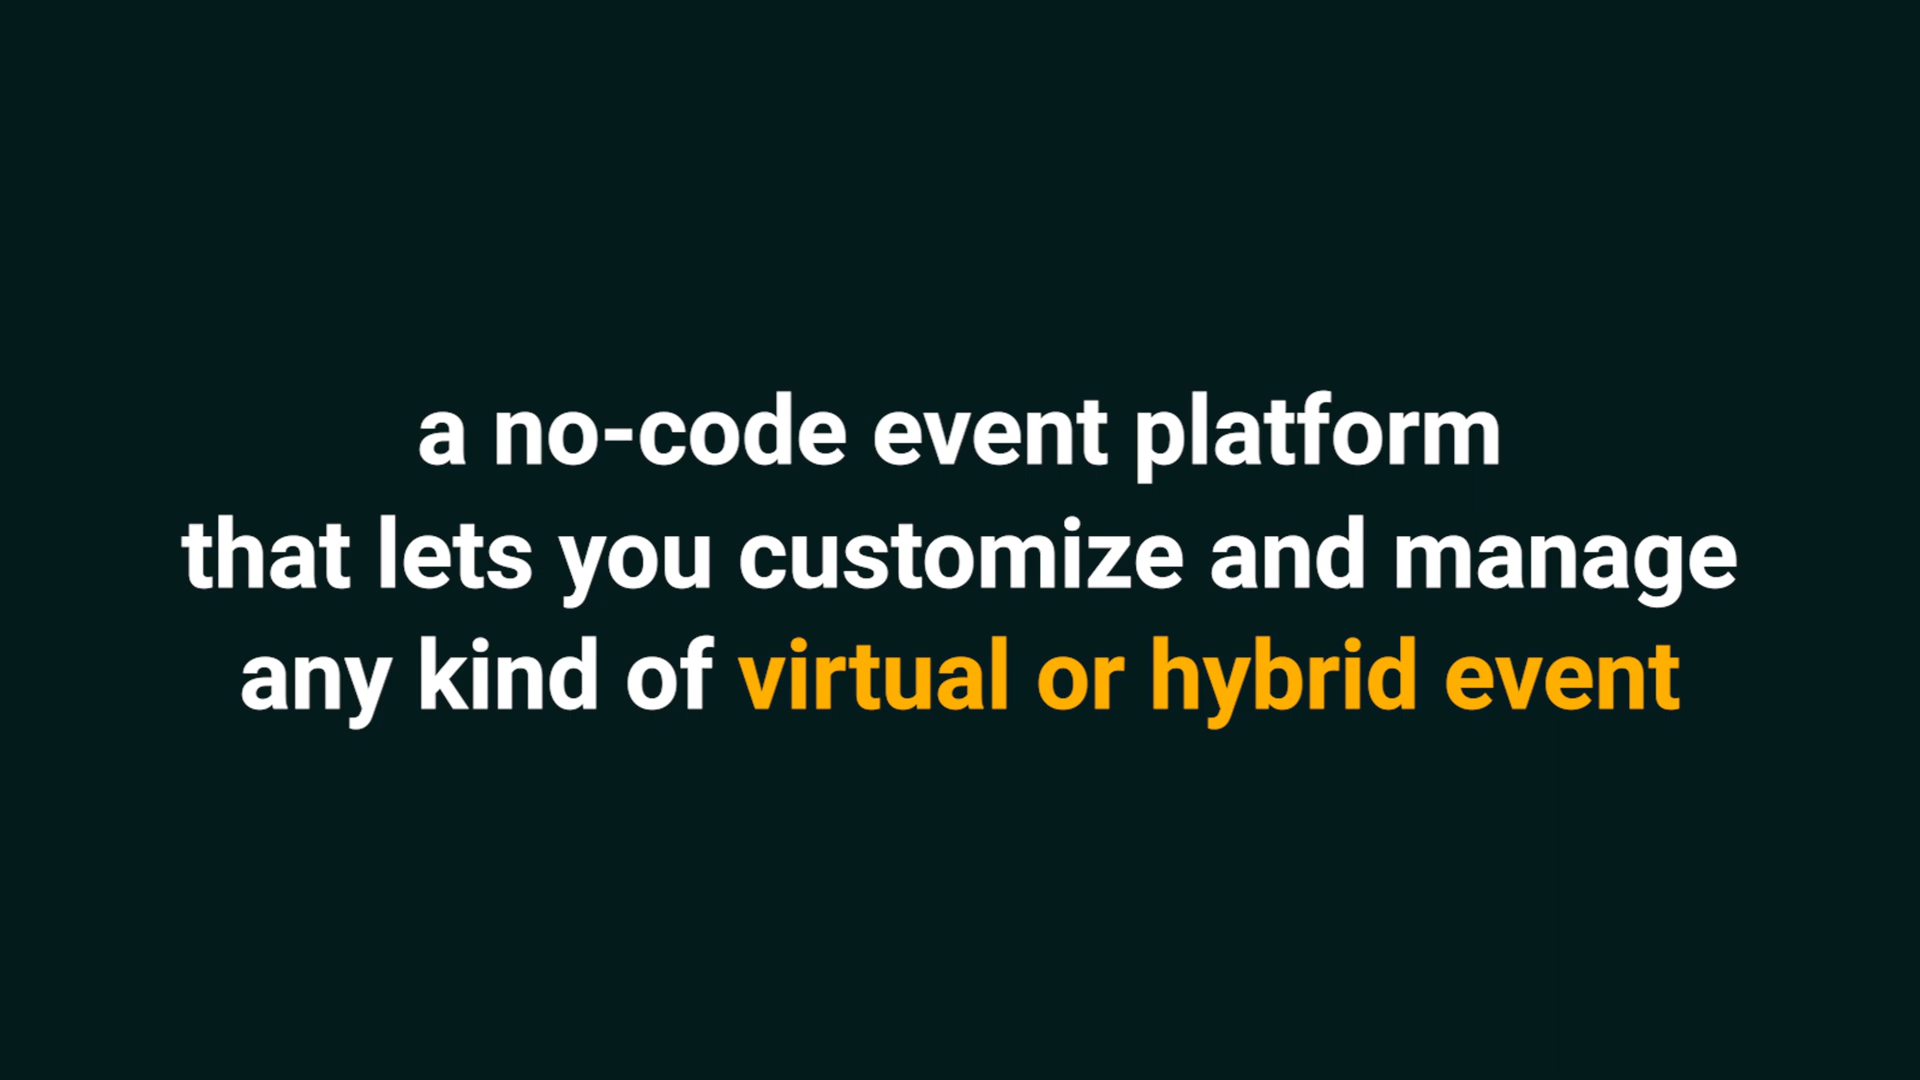 a no-code event platform
that lets you customize and manage
any kind of virtual or hybrid event